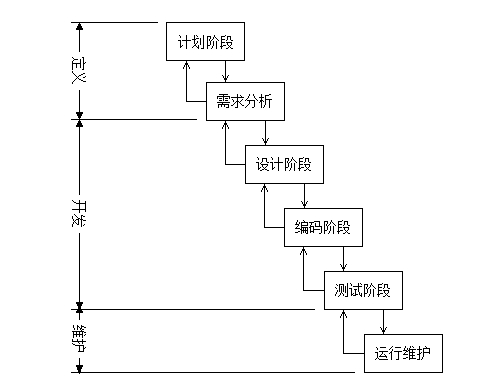 计划阶段
定义
需求分析
设计阶段
开发
编码阶段
测试阶段
维护
运行维护